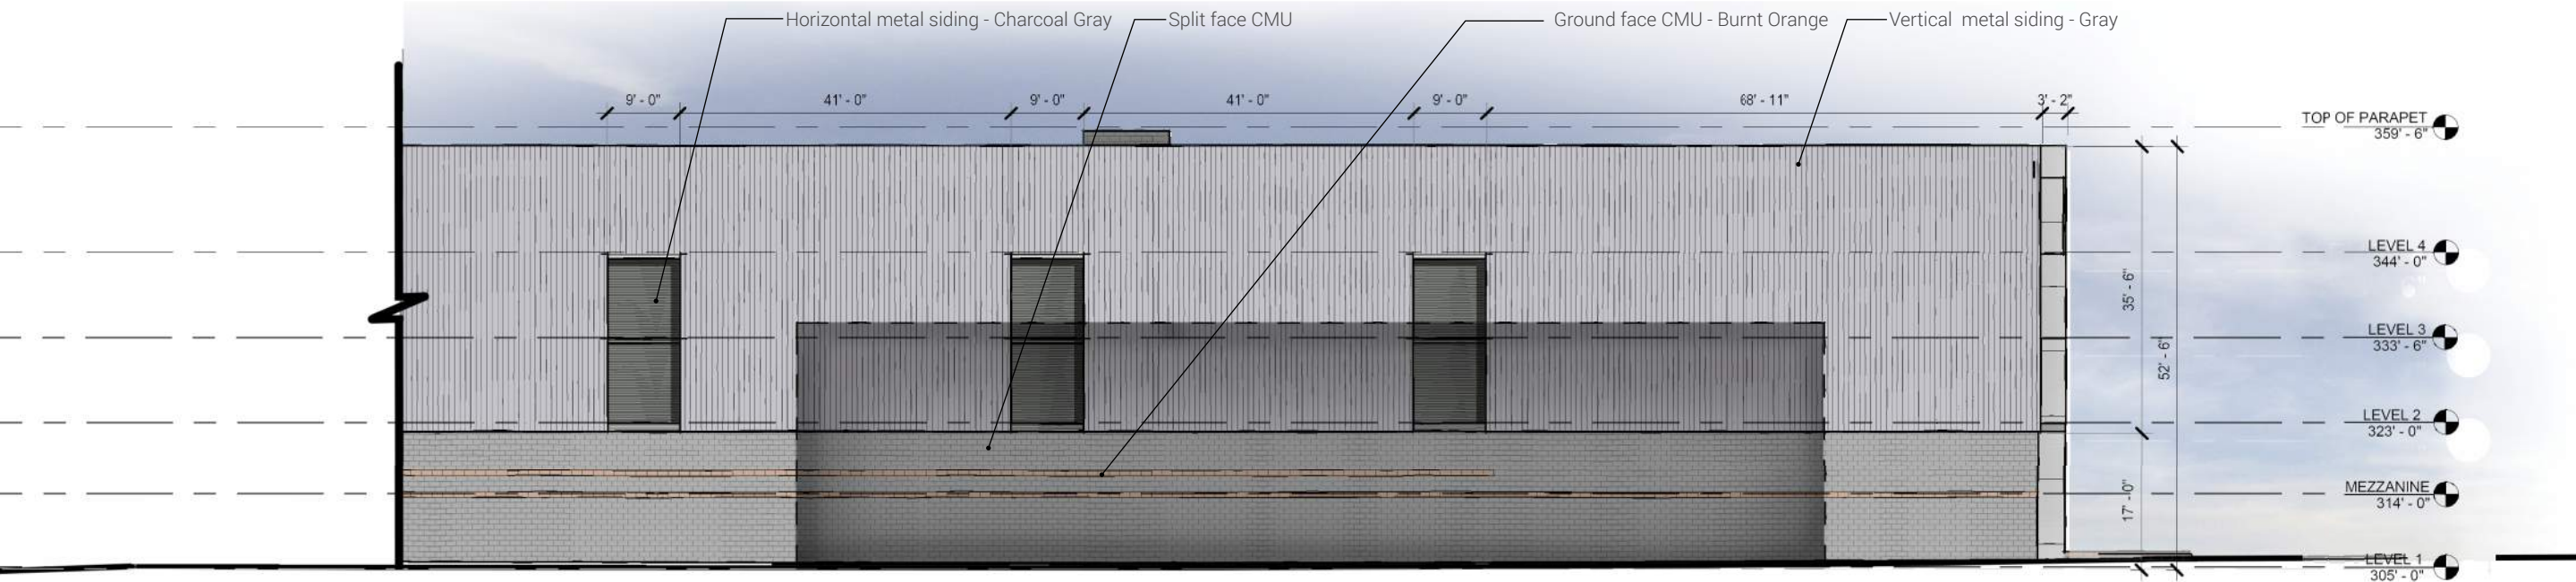 Horizontal metal siding - Charcoal Gray
Split face CMU
Ground face CMU - Burnt Orange
Vertical metal siding - Gray
9' - 0"
41' - 0"
9' - 0"
41' - 0"
9' - 0"
68' - 11"
3' - 2"
TOP OF PARAPET
359' - 6"
LEVEL 4
344' - 0"
35' - 6"
LEVEL 3
333' - 6"
52' - 6"
LEVEL 2
323' - 0"
MEZZANINE
314' - 0"
17' - 0"
LEVEL 1
305' - 0"